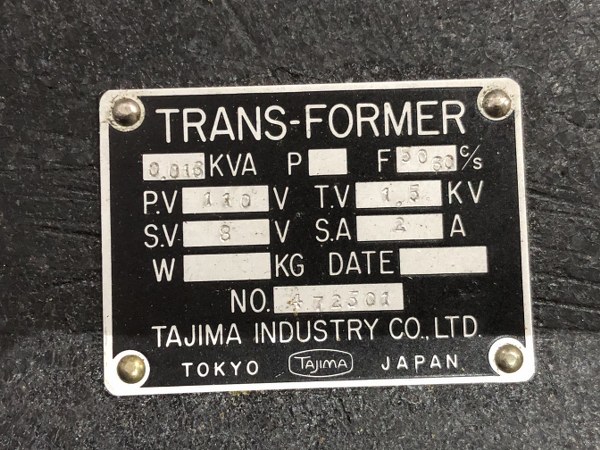 TRANS-FORMER
0.016 KVA P F 50 60 C/S
P.V 110 V T.V 1.5 KV
S.V 8 V S.A 2 A
W KG DATE
NO. 472501
TAJIMA INDUSTRY CO., LTD.
TOKYO TAJIMA JAPAN